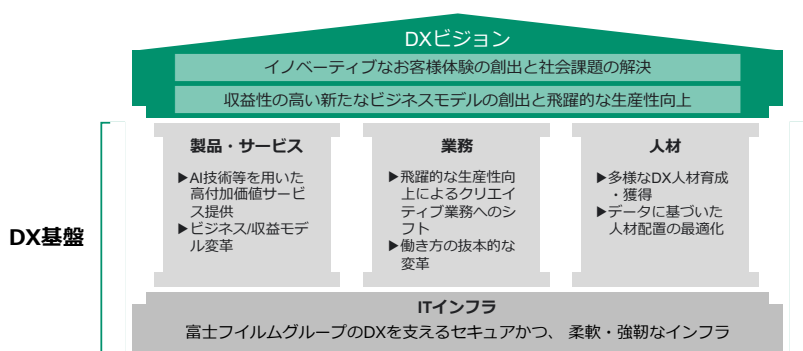 DXビジョン
イノベーティブなお客様体験の創出と社会課題の解決
収益性の高い新たなビジネスモデルの創出と飛躍的な生産性向上
DX基盤
製品・サービス
▶AI技術等を用いた
高付加価値サービ
ス提供
▶ビジネス/収益モデ
ル変革
業務
▶飛躍的な生産性向
上によるクリエイ
ティブ業務へのシ
フト
▶働き方の抜本的な
変革
人材
▶多様なDX人材育成
・獲得
▶データに基づいた
人材配置の最適化
ITインフラ
富士フイルムグループのDXを支えるセキュアかつ、 柔軟・強靭なインフラ